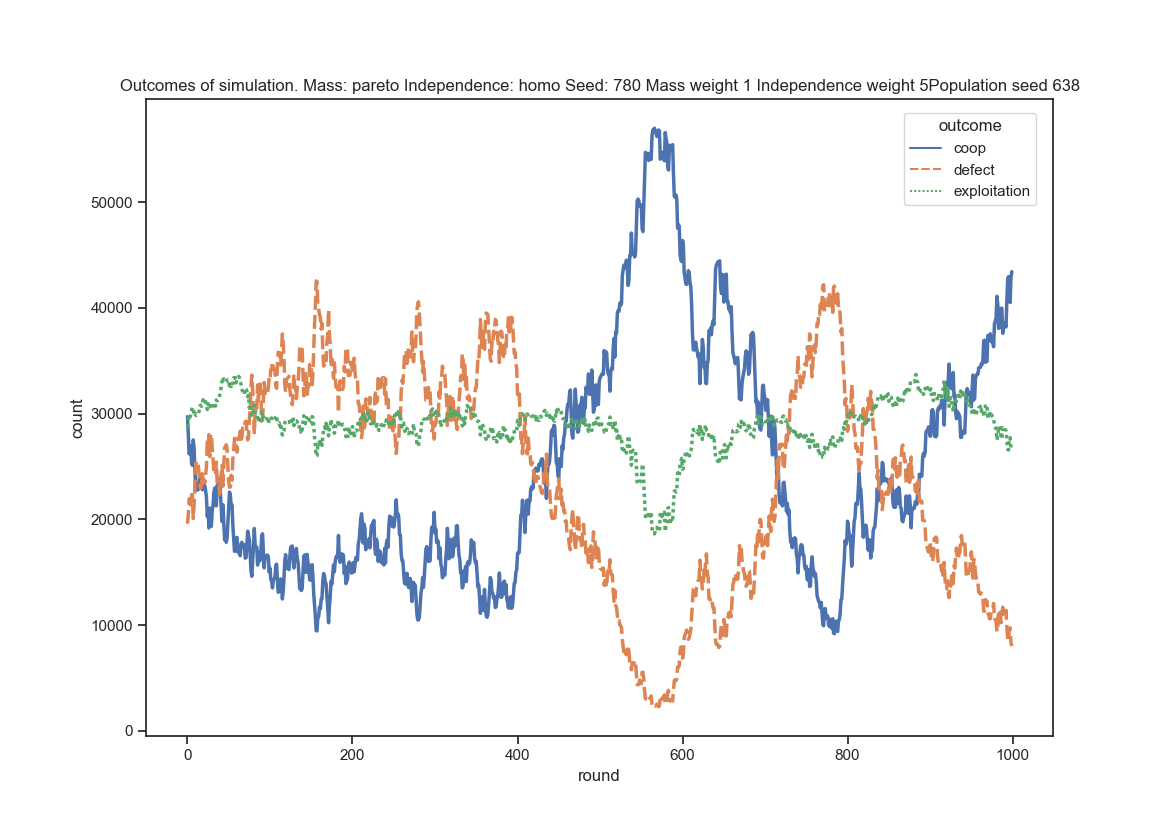 Outcomes of simulation. Mass: pareto Independence: homo Seed: 780 Mass weight 1 Independence weight 5Population seed 638
outcome
coop
defect
exploitation
50000
40000
30000
20000
10000
0
count
0 200 400 600 800 1000
round